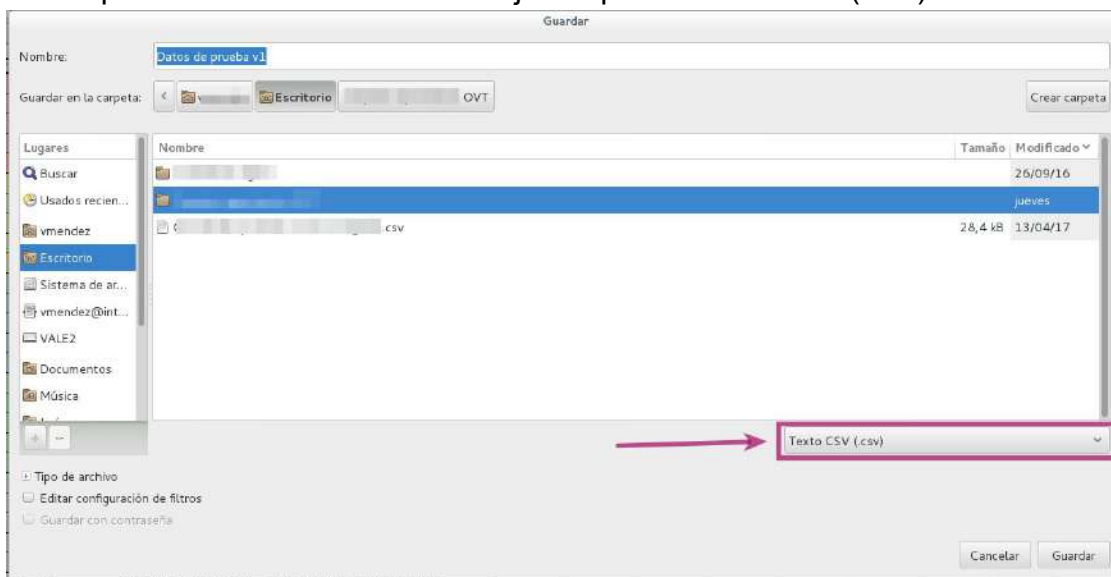 Guardar
Nombre: Datos de prueba v1
Guardar en la carpeta: < Escritorio OVT Crear carpeta
Lugares Nombre Tamaño Modificado
Buscar 26/09/16
Usados recien... jueves
vmendez .csv 28,4 kB 13/04/17
Escritorio
Sistema de ar...
vmendez@int...
VALE2
Documentos
Música
+ −
Texto CSV (.csv)
Tipo de archivo
Editar configuración de filtros
Guardar con contraseña
Cancelar Guardar